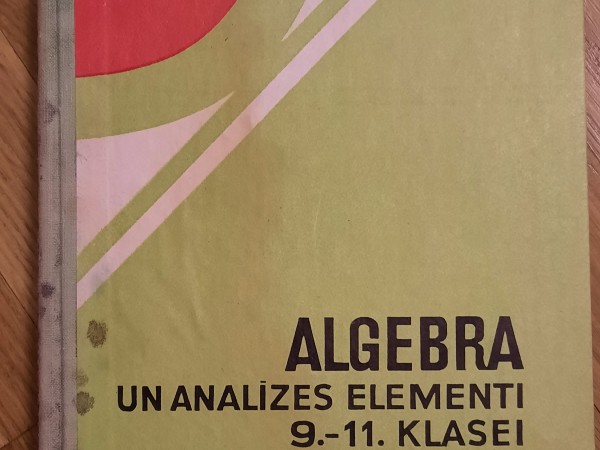 ALGEBRA
UN ANALĪZES ELEMENTI
9.-11. KLASEI